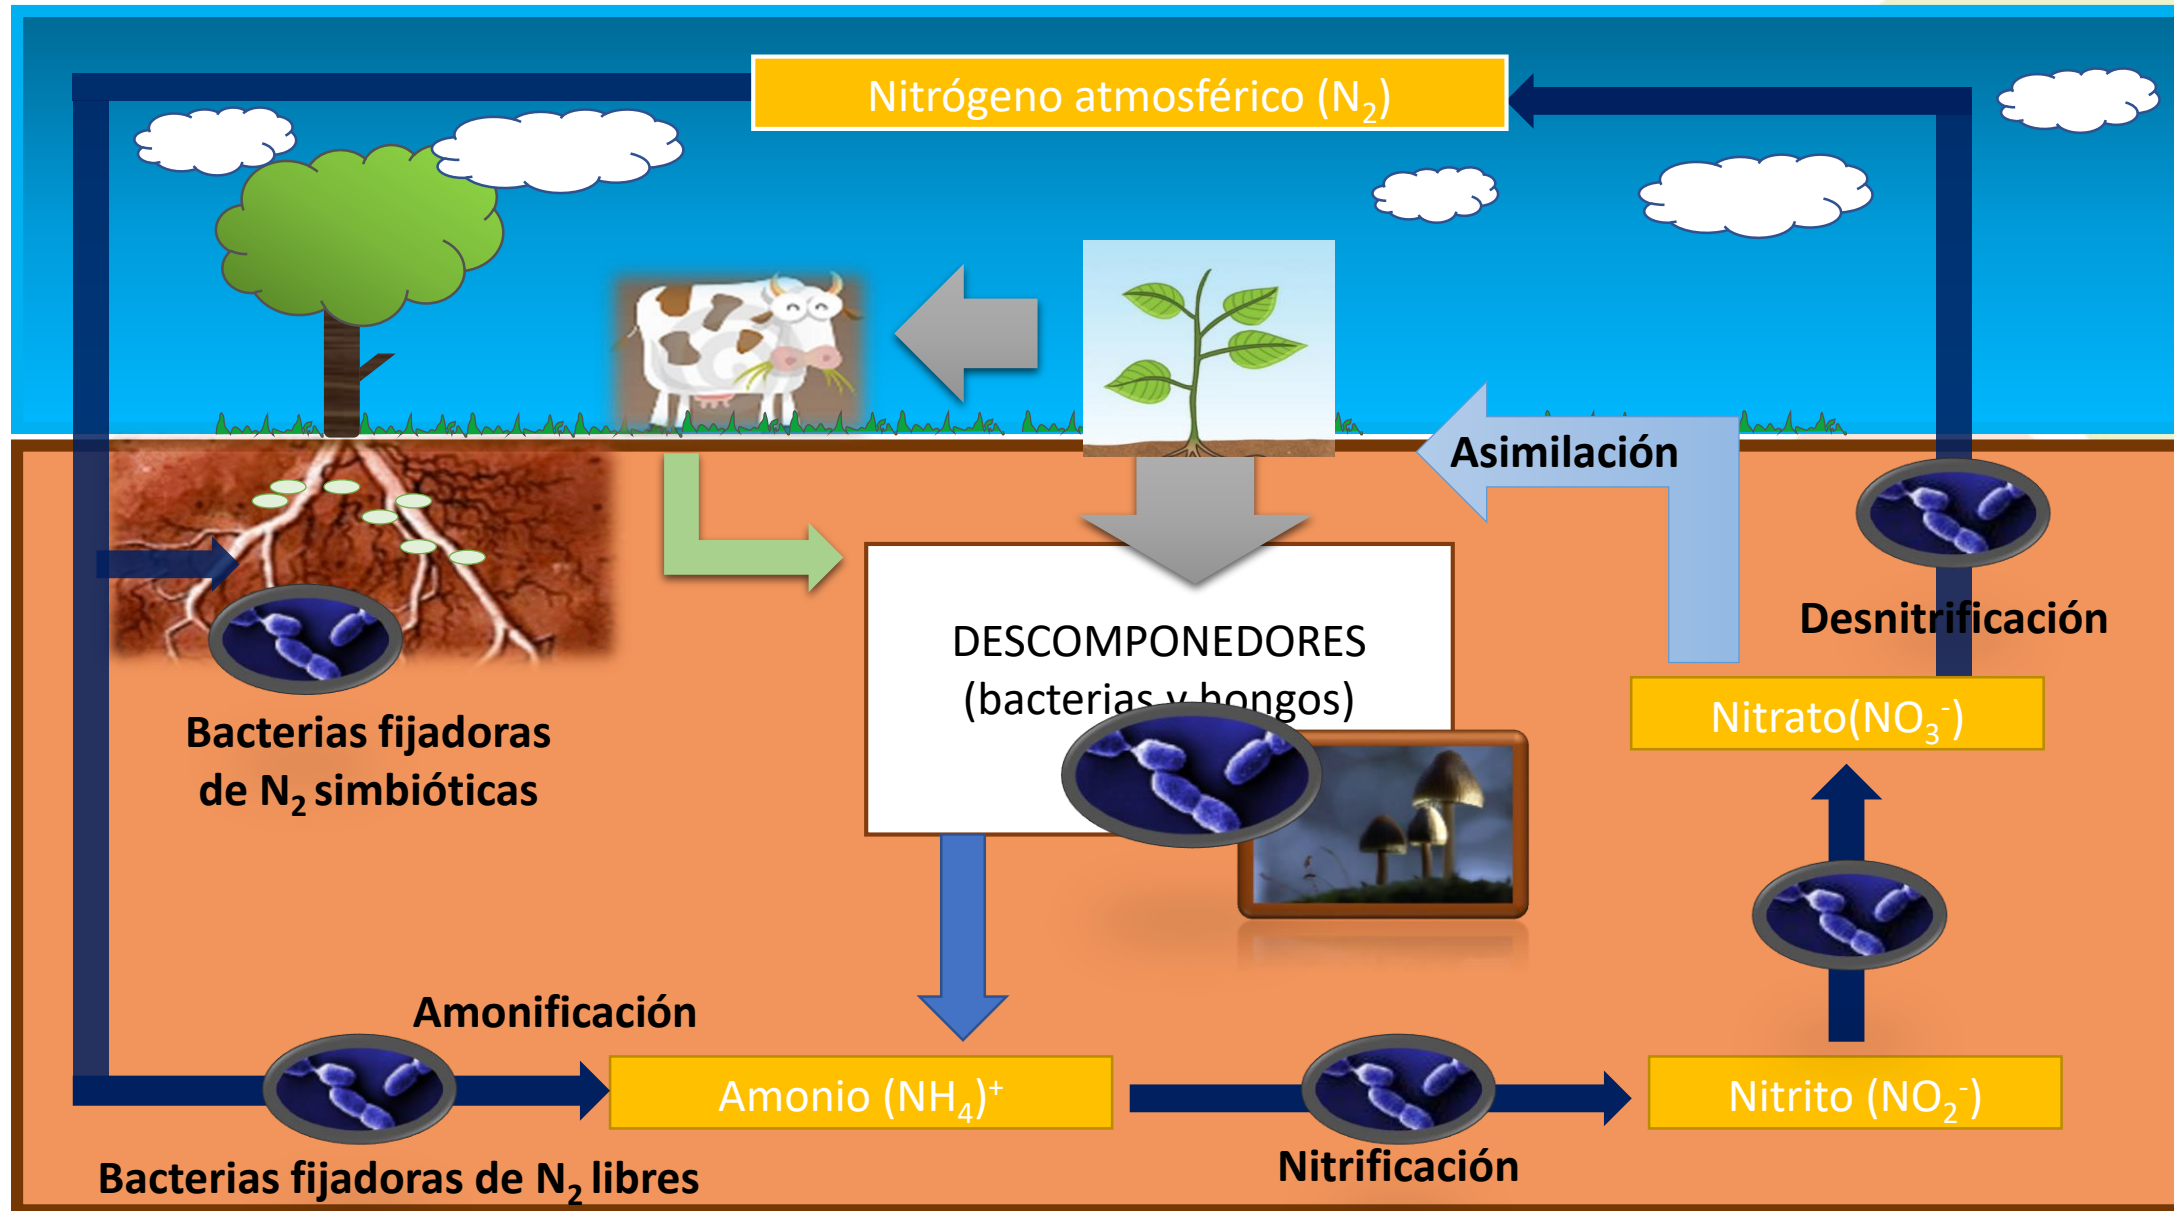 Nitrógeno atmosférico (N₂)
Asimilación
Desnitrificación
DESCOMPONEDORES
(bacterias y hongos)
Nitrato(NO₃⁻)
Bacterias fijadoras
de N₂ simbióticas
Amonificación
Amonio (NH₄)⁺
Nitrito (NO₂⁻)
Nitrificación
Bacterias fijadoras de N₂ libres